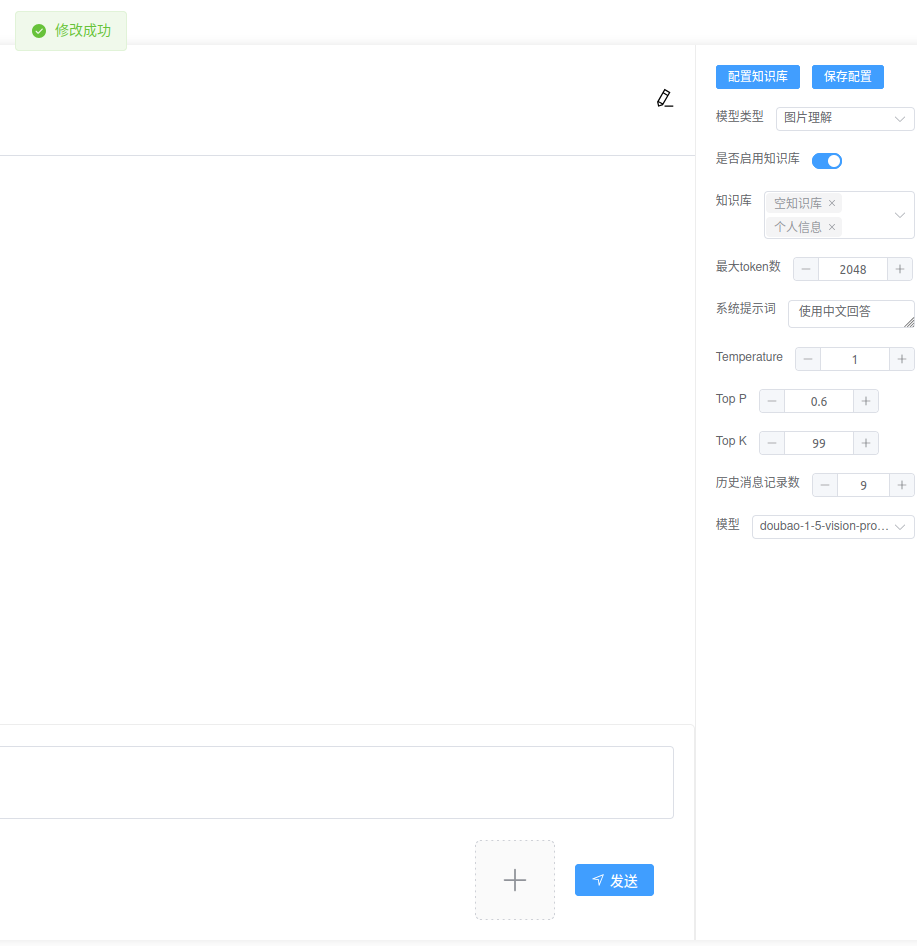 修改成功
配置知识库 保存配置
模型类型 图片理解
是否启用知识库
知识库 空知识库 ×
个人信息 ×
最大token数 − 2048 +
系统提示词 使用中文回答
Temperature − 1 +
Top P − 0.6 +
Top K − 99 +
历史消息记录数 − 9 +
模型 doubao-1-5-vision-pro...
发送